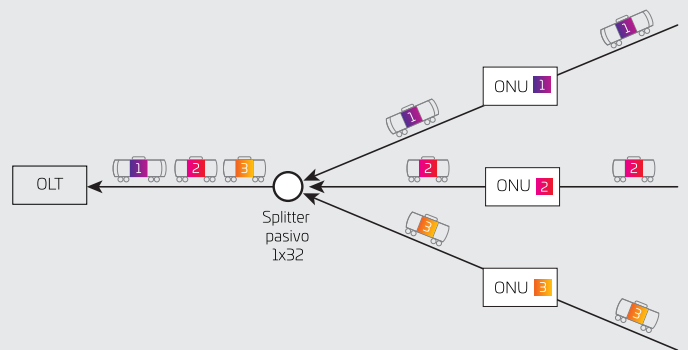 1
ONU 1
1
1 2 3
2
ONU 2
2
OLT
Splitter
pasivo
1x32
3
ONU 3
3